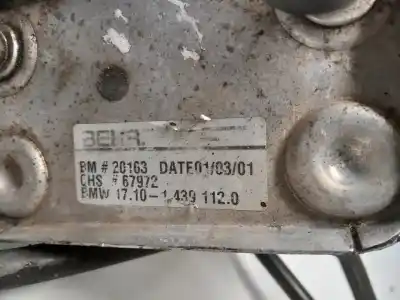 BEHR
BM # 20163 DATE01/03/01
CHS # 67972
BMW 17.10-1.439 112.0